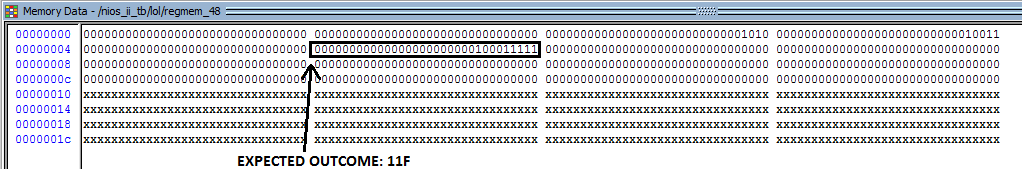 Memory Data - /nios_ii_tb/lol/regmem_48
00000000 00000000000000000000000000000000 00000000000000000000000000000000 00000000000000000000000000001010 00000000000000000000000000010011
00000004 00000000000000000000000000000000 00000000000000000000000100011111 00000000000000000000000000000000 00000000000000000000000000000000
00000008 00000000000000000000000000000000 00000000000000000000000000000000 00000000000000000000000000000000 00000000000000000000000000000000
0000000c 00000000000000000000000000000000 00000000000000000000000000000000 00000000000000000000000000000000 00000000000000000000000000000000
00000010 xxxxxxxxxxxxxxxxxxxxxxxxxxxxxxxx xxxxxxxxxxxxxxxxxxxxxxxxxxxxxxxx xxxxxxxxxxxxxxxxxxxxxxxxxxxxxxxx xxxxxxxxxxxxxxxxxxxxxxxxxxxxxxxx
00000014 xxxxxxxxxxxxxxxxxxxxxxxxxxxxxxxx xxxxxxxxxxxxxxxxxxxxxxxxxxxxxxxx xxxxxxxxxxxxxxxxxxxxxxxxxxxxxxxx xxxxxxxxxxxxxxxxxxxxxxxxxxxxxxxx
00000018 xxxxxxxxxxxxxxxxxxxxxxxxxxxxxxxx xxxxxxxxxxxxxxxxxxxxxxxxxxxxxxxx xxxxxxxxxxxxxxxxxxxxxxxxxxxxxxxx xxxxxxxxxxxxxxxxxxxxxxxxxxxxxxxx
0000001c xxxxxxxxxxxxxxxxxxxxxxxxxxxxxxxx xxxxxxxxxxxxxxxxxxxxxxxxxxxxxxxx xxxxxxxxxxxxxxxxxxxxxxxxxxxxxxxx xxxxxxxxxxxxxxxxxxxxxxxxxxxxxxxx
EXPECTED OUTCOME: 11F